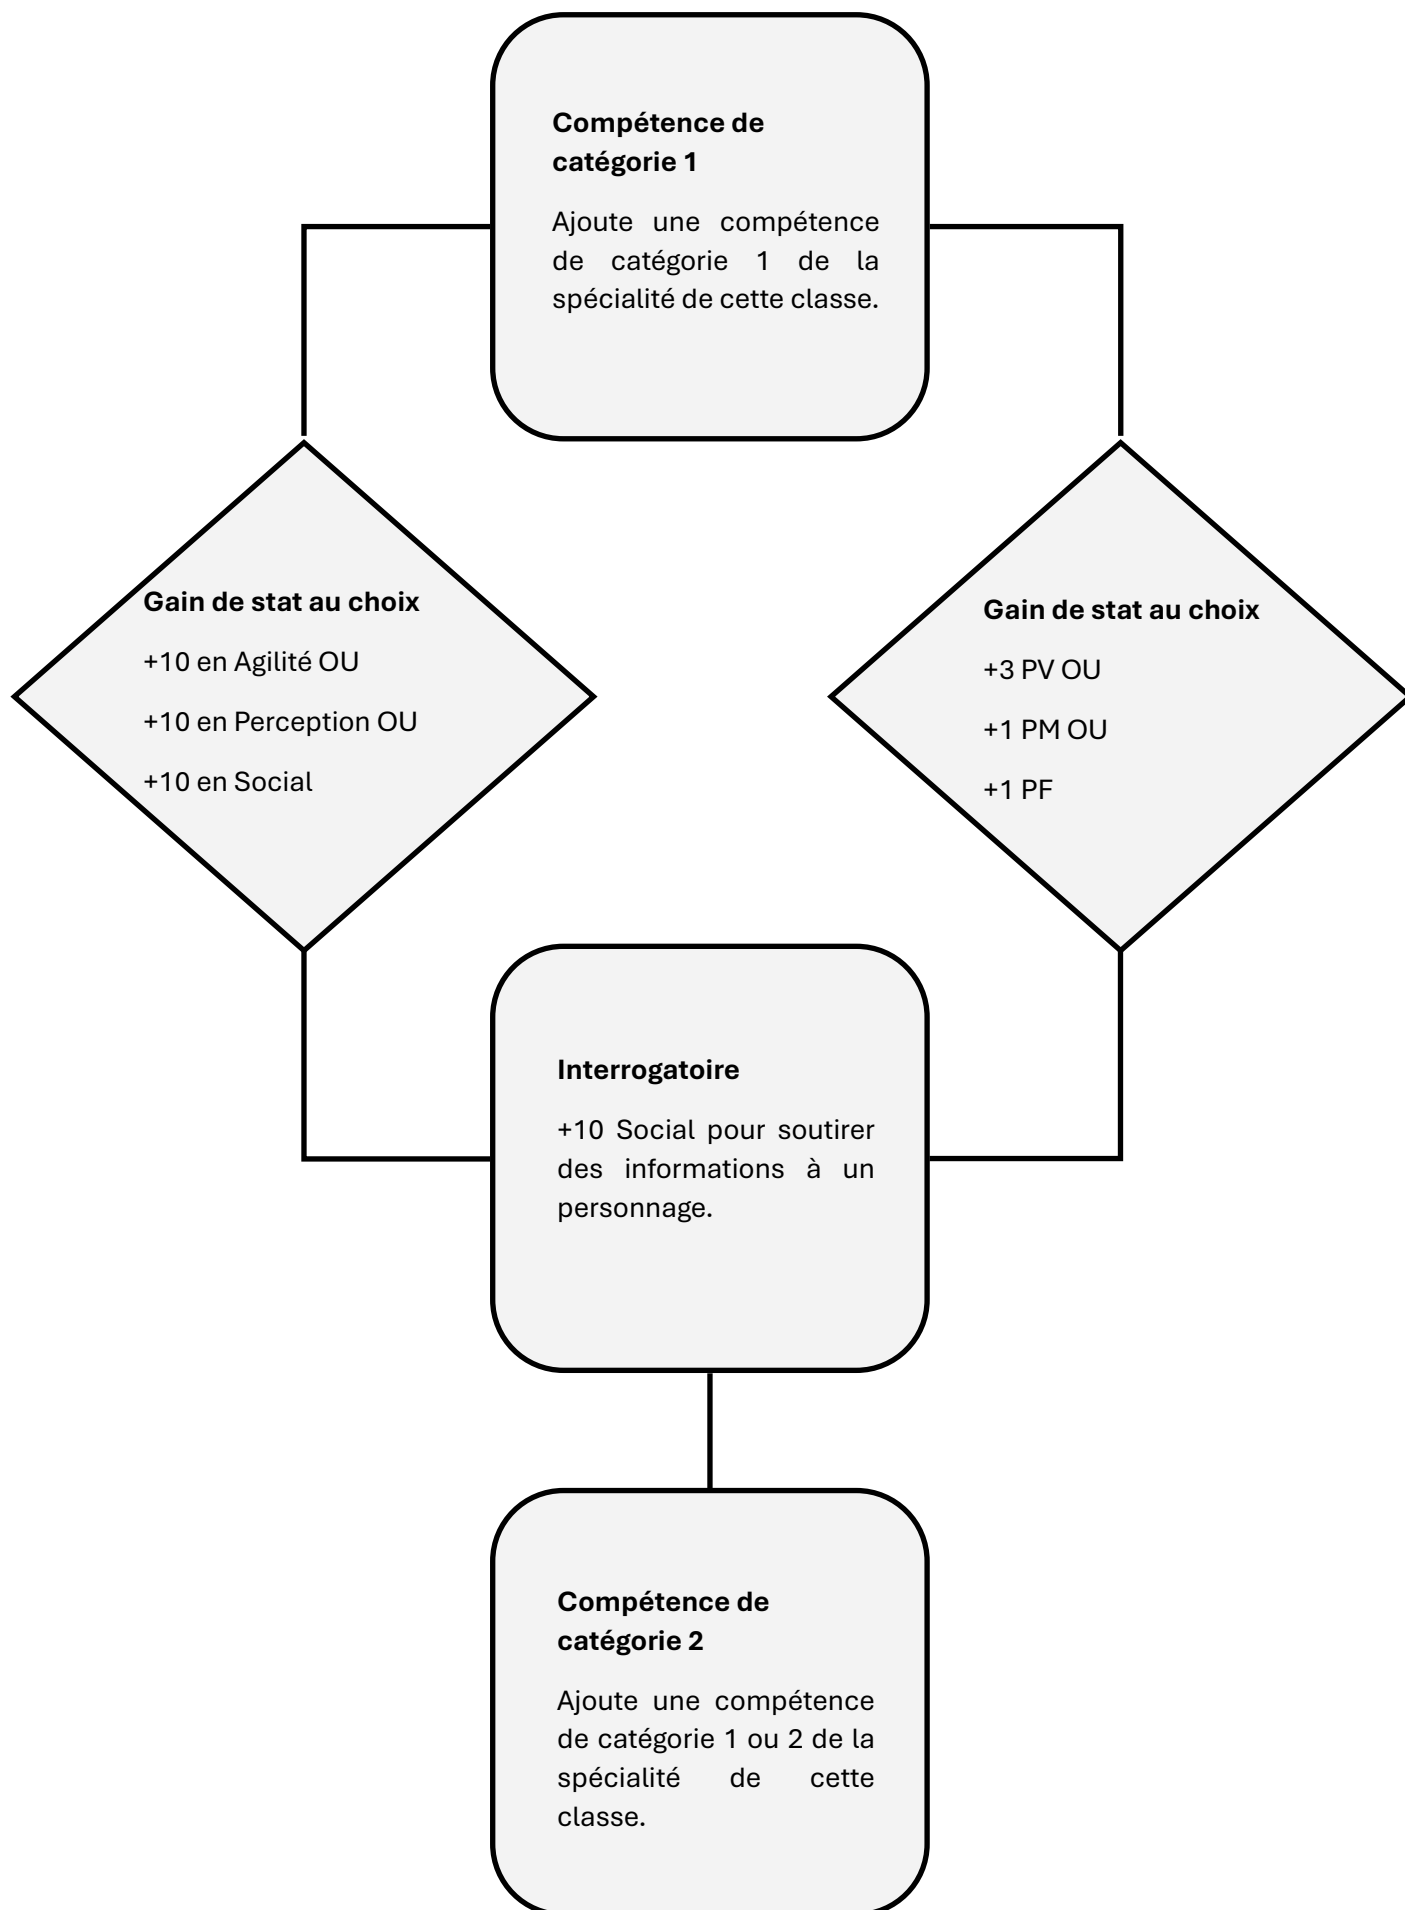 Compétence de
catégorie 1
Ajoute une compétence
de catégorie 1 de la
spécialité de cette classe.
Gain de stat au choix
+10 en Agilité OU
+10 en Perception OU
+10 en Social
Gain de stat au choix
+3 PV OU
+1 PM OU
+1 PF
Interrogatoire
+10 Social pour soutirer
des informations à un
personnage.
Compétence de
catégorie 2
Ajoute une compétence
de catégorie 1 ou 2 de la
spécialité de cette
classe.